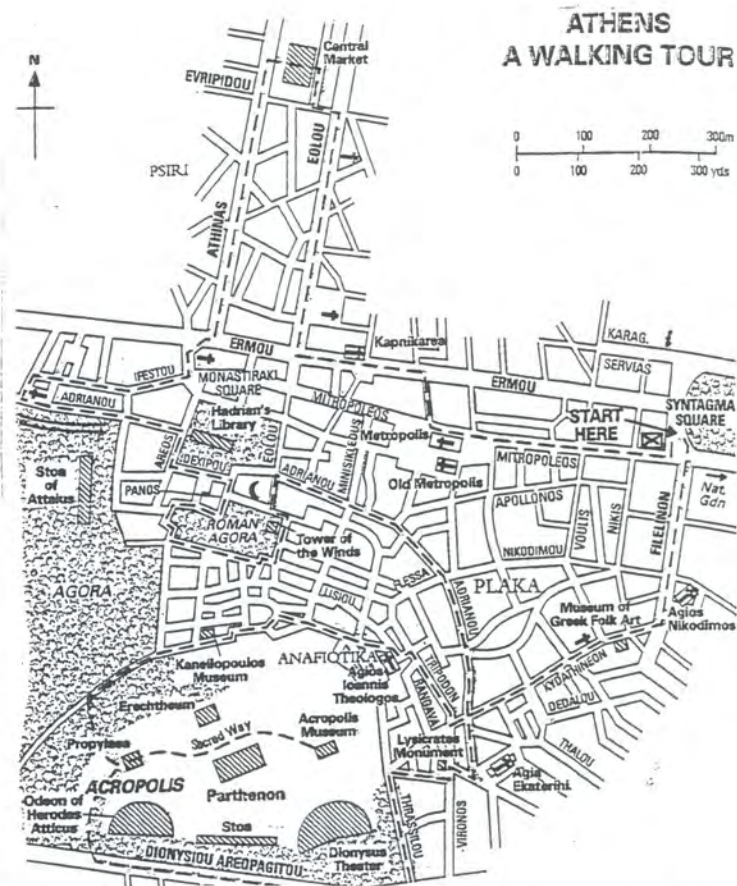 ATHENS
A WALKING TOUR
N
0 100 200 300m
0 100 200 300 yds
Central
Market
EVRIPIDOU
EOLOU
PSIRI
ATHINAS
ERMOU
Kapnikarea
KARAG.
SERVIAS
ERMOU
IFESTOU
MONASTIRAKI
SQUARE
MITROPOLEOS
ADRIANOU
Hadrian's
Library
START
HERE
SYNTAGMA
SQUARE
Metropolis
MITROPOLEOS
AREOS
DEXIPOU
EOLOU
ADRIANOU
MINISIKLEOUS
Old Metropolis
Stoa
of
Attalus
PANOS
APOLLONOS
VOULIS
NIKIS
FILELINON
Nat.
Gdn
ROMAN
AGORA
Tower of
the Winds
NIKODIMOU
AGORA
LISIOU
FLESSA
ADRIANOU
PLAKA
Museum of
Greek Folk Art
Agios
Nikodimos
Kanellopoulos
Museum
ANAFIOTIKA
Agios
Ioannis
Theologos
TRIPODON
RANGAVA
KYDATHINEON
DEDALOU
THALOU
Erechtheum
Acropolis
Museum
Propylaea
Sacred Way
Lysicrates
Monument
ACROPOLIS
Parthenon
Agia
Ekaterini
Odeon of
Herodes
Atticus
Stoa
Dionysus
Theater
THRASSILOU
VIRONOS
DIONYSIOU AREOPAGITOU